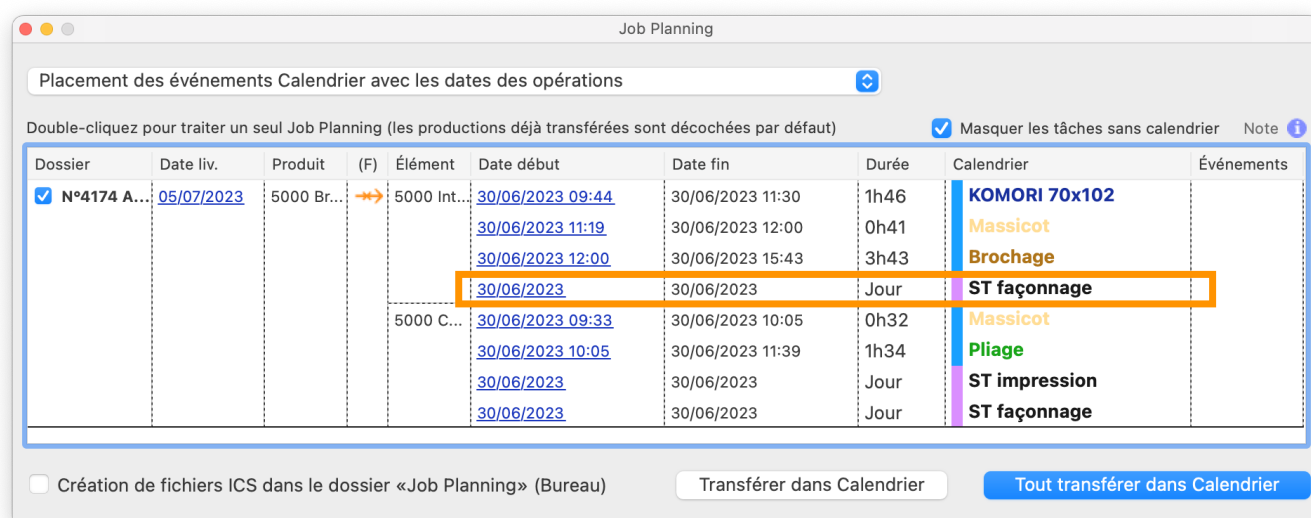 Job Planning
Placement des événements Calendrier avec les dates des opérations
Double-cliquez pour traiter un seul Job Planning (les productions déjà transférées sont décochées par défaut) Masquer les tâches sans calendrier Note i
Dossier Date liv. Produit (F) Élément Date début Date fin Durée Calendrier Événements
N°4174 A... 05/07/2023 5000 Br... 5000 Int... 30/06/2023 09:44 30/06/2023 11:30 1h46 KOMORI 70x102
30/06/2023 11:19 30/06/2023 12:00 0h41 Massicot
30/06/2023 12:00 30/06/2023 15:43 3h43 Brochage
30/06/2023 30/06/2023 Jour ST façonnage
5000 C... 30/06/2023 09:33 30/06/2023 10:05 0h32 Massicot
30/06/2023 10:05 30/06/2023 11:39 1h34 Pliage
30/06/2023 30/06/2023 Jour ST impression
30/06/2023 30/06/2023 Jour ST façonnage
Création de fichiers ICS dans le dossier «Job Planning» (Bureau) Transférer dans Calendrier Tout transférer dans Calendrier